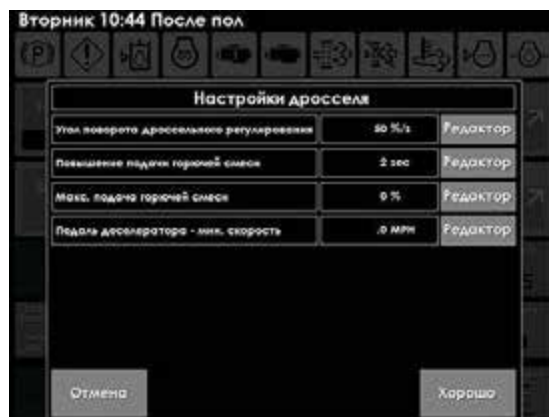 Вторник 10:44 После пол
Настройки дросселя
Угол поворота дроссельного регулирования 50 %/s Редактор
Повышение подачи горючей смеси 2 sec Редактор
Макс. подача горючей смеси 0 % Редактор
Педаль деселератора - мин. скорость .0 MPH Редактор
Отмена Хорошо